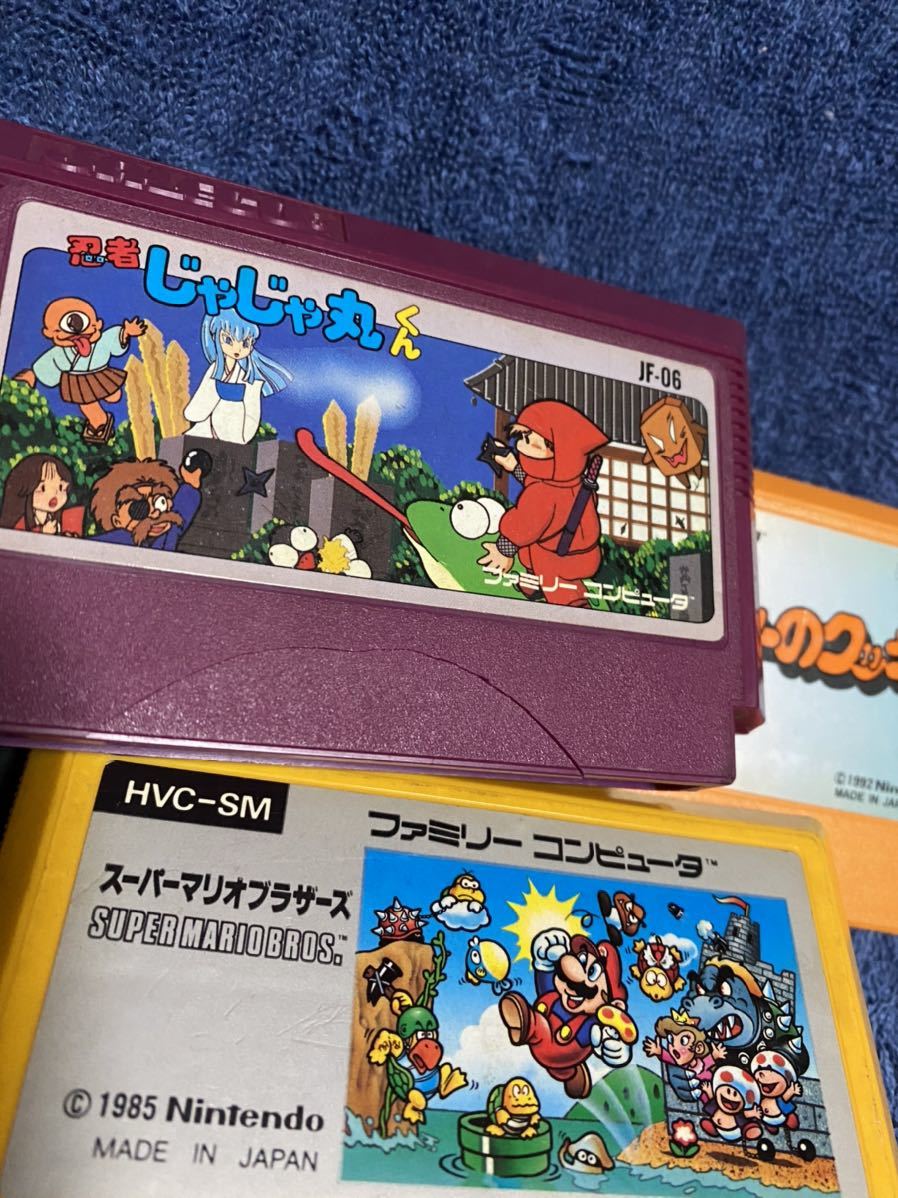 忍者じゃじゃ丸くん
JF-06
ファミリー コンピュータ
ーのクッ
©1992 Nin
MADE IN JA
HVC-SM
ファミリー コンピュータ™
スーパーマリオブラザーズ
SUPER MARIO BROS.™
© 1985 Nintendo
MADE IN JAPAN